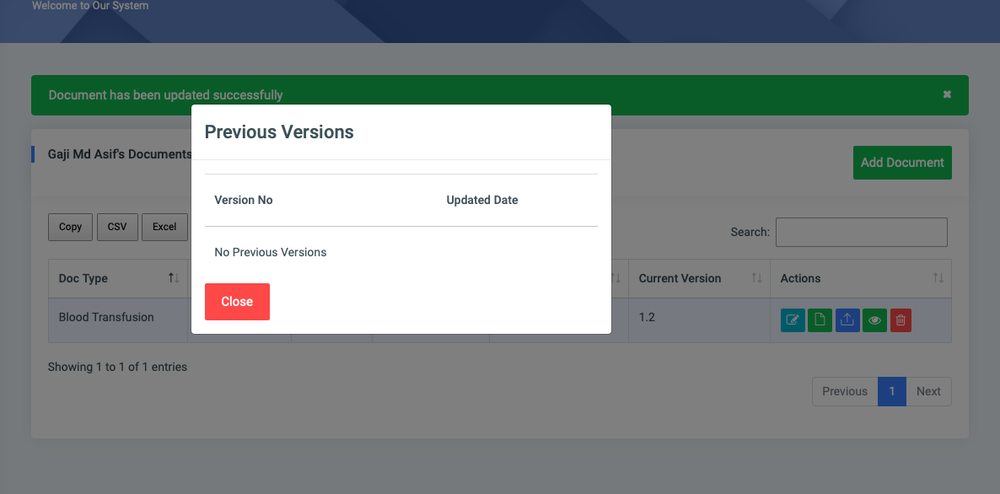 Welcome to Our System
Document has been updated successfully
Previous Versions
Version No Updated Date
No Previous Versions
Close
Gaji Md Asif's Documents
Add Document
Copy CSV Excel
Search:
Doc Type Current Version Actions
Blood Transfusion 1.2
Showing 1 to 1 of 1 entries
Previous 1 Next